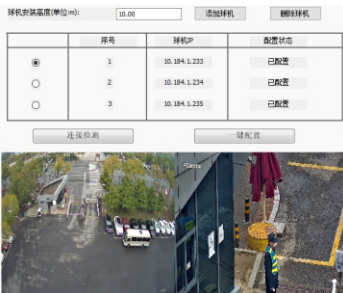 球机安装高度(单位:m): 10.00 添加球机 删除球机
序号 球机IP 配置状态
1 10.184.1.233 已配置
2 10.184.1.234 已配置
3 10.184.1.235 已配置
连接检测 一键配置